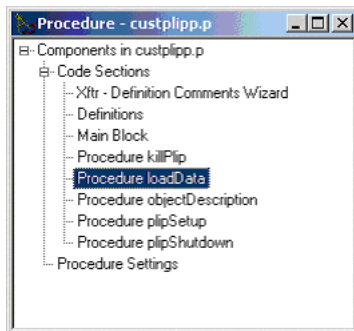 Procedure - custplipp.p
Components in custplipp.p
Code Sections
Xftr - Definition Comments Wizard
Definitions
Main Block
Procedure killPlip
Procedure loadData
Procedure objectDescription
Procedure plipSetup
Procedure plipShutdown
Procedure Settings